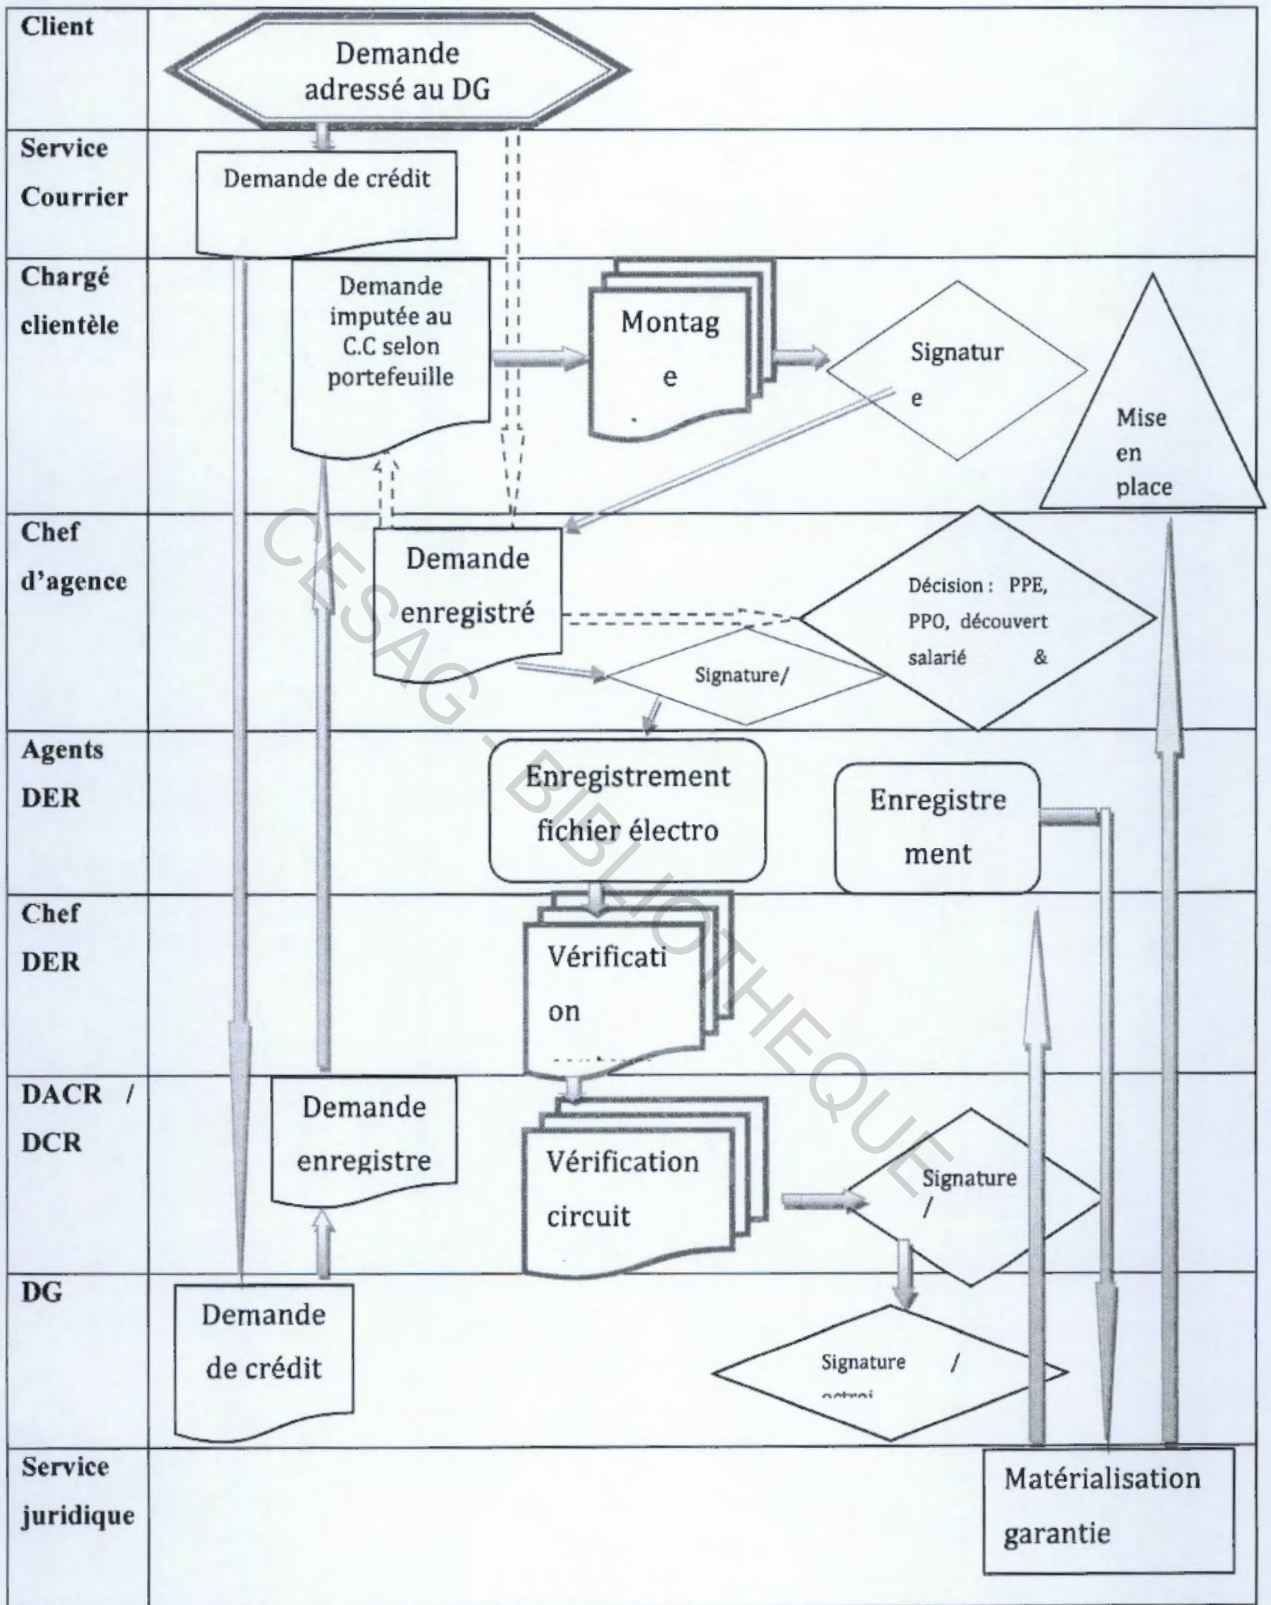 Client
Demande
adressé au DG
Service
Courrier
Demande de crédit
Chargé
clientèle
Demande
imputée au
C.C selon
portefeuille
Montag
e
Signatur
e
Mise
en
place
Chef
d'agence
Demande
enregistré
Décision : PPE,
PPO, découvert
salarié &
Signature/
Agents
DER
Enregistrement
fichier électro
Enregistre
ment
Chef
DER
Vérificati
on
DACR /
DCR
Demande
enregistre
Vérification
circuit
Signature
/
DG
Demande
de crédit
Signature /
octroi
Service
juridique
Matérialisation
garantie
CESAG - BIBLIOTHEQUE